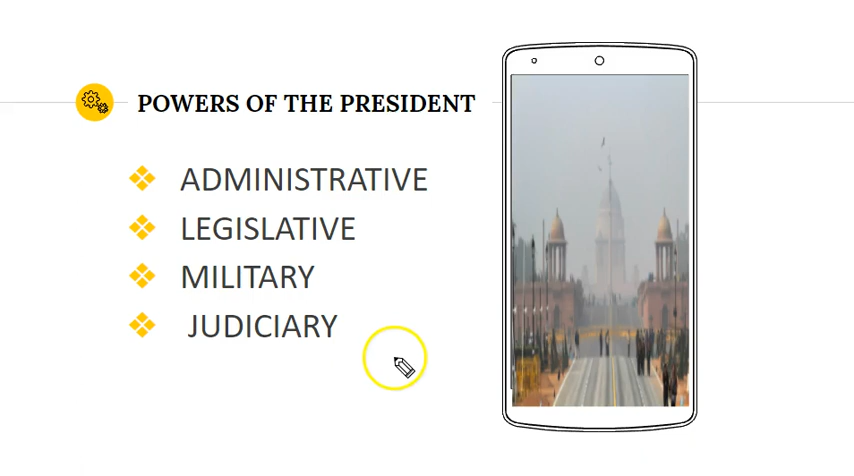 POWERS OF THE PRESIDENT
ADMINISTRATIVE
LEGISLATIVE
MILITARY
JUDICIARY